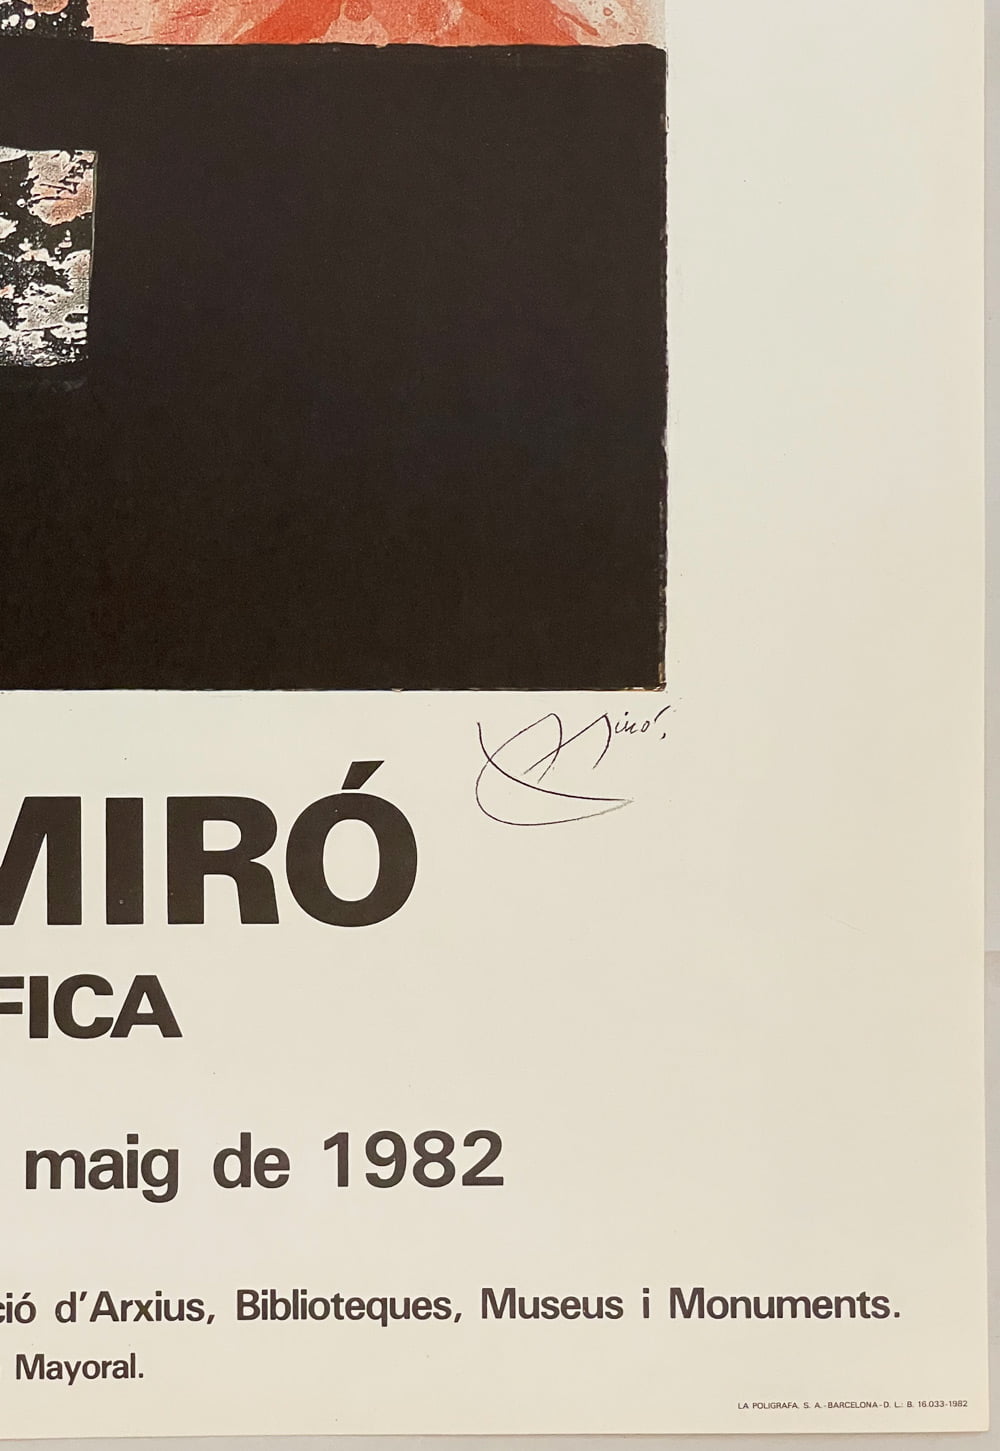 Miró,
MIRÓ
FICA
maig de 1982
ció d'Arxius, Biblioteques, Museus i Monuments.
Mayoral.
LA POLIGRAFA, S. A. - BARCELONA - D. L.: B. 16.033-1982